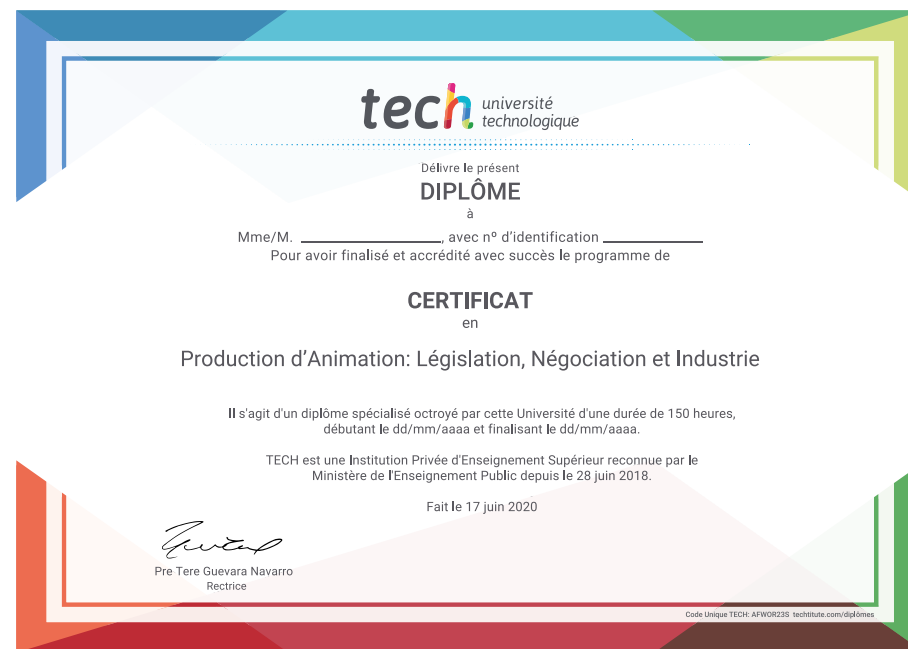 tech université
technologique
Délivre le présent
DIPLÔME
à
Mme/M. ____________________, avec nº d'identification ______________
Pour avoir finalisé et accrédité avec succès le programme de
CERTIFICAT
en
Production d'Animation: Législation, Négociation et Industrie
Il s'agit d'un diplôme spécialisé octroyé par cette Université d'une durée de 150 heures,
débutant le dd/mm/aaaa et finalisant le dd/mm/aaaa.
TECH est une Institution Privée d'Enseignement Supérieur reconnue par le
Ministère de l'Enseignement Public depuis le 28 juin 2018.
Fait le 17 juin 2020
Pre Tere Guevara Navarro
Rectrice
Code Unique TECH: AFWOR23S techtitute.com/diplômes